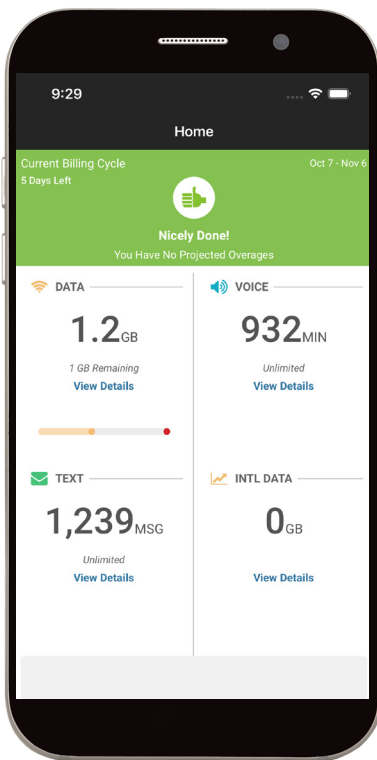 9:29
Home
Current Billing Cycle
Oct 7 - Nov 6
5 Days Left
Nicely Done!
You Have No Projected Overages
DATA
1.2GB
1 GB Remaining
View Details
VOICE
932MIN
Unlimited
View Details
TEXT
1,239MSG
Unlimited
View Details
INTL DATA
0GB
View Details